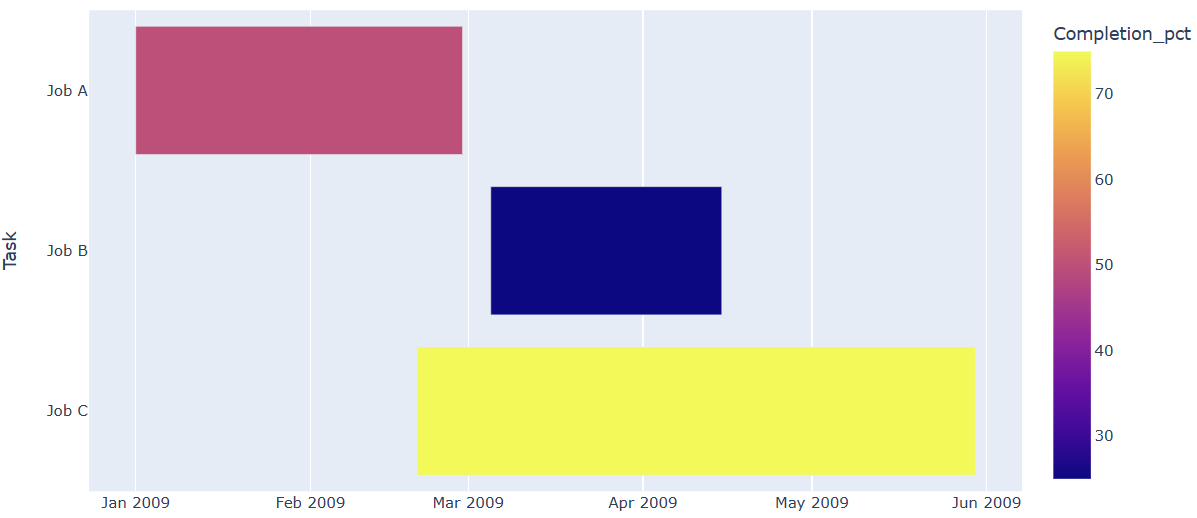 Completion_pct
70
60
50
40
30
Task
Job A
Job B
Job C
Jan 2009
Feb 2009
Mar 2009
Apr 2009
May 2009
Jun 2009